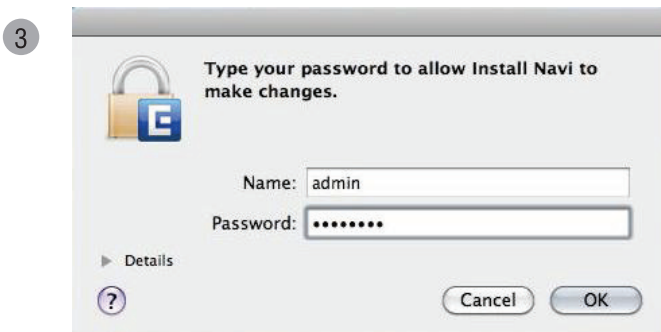 3
Type your password to allow Install Navi to
make changes.
Name: admin
Password: ••••••••
Details
?
Cancel OK